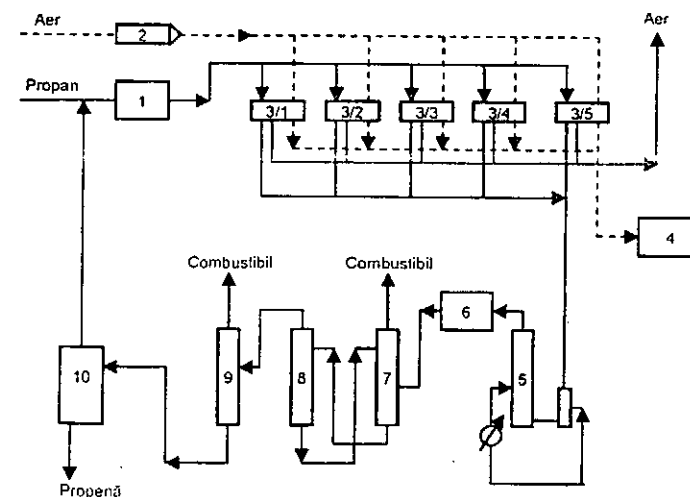 Aer
Aer
2
Propan
1
3/1
3/2
3/3
3/4
3/5
4
Combustibil
Combustibil
6
10
9
8
7
5
Propenă